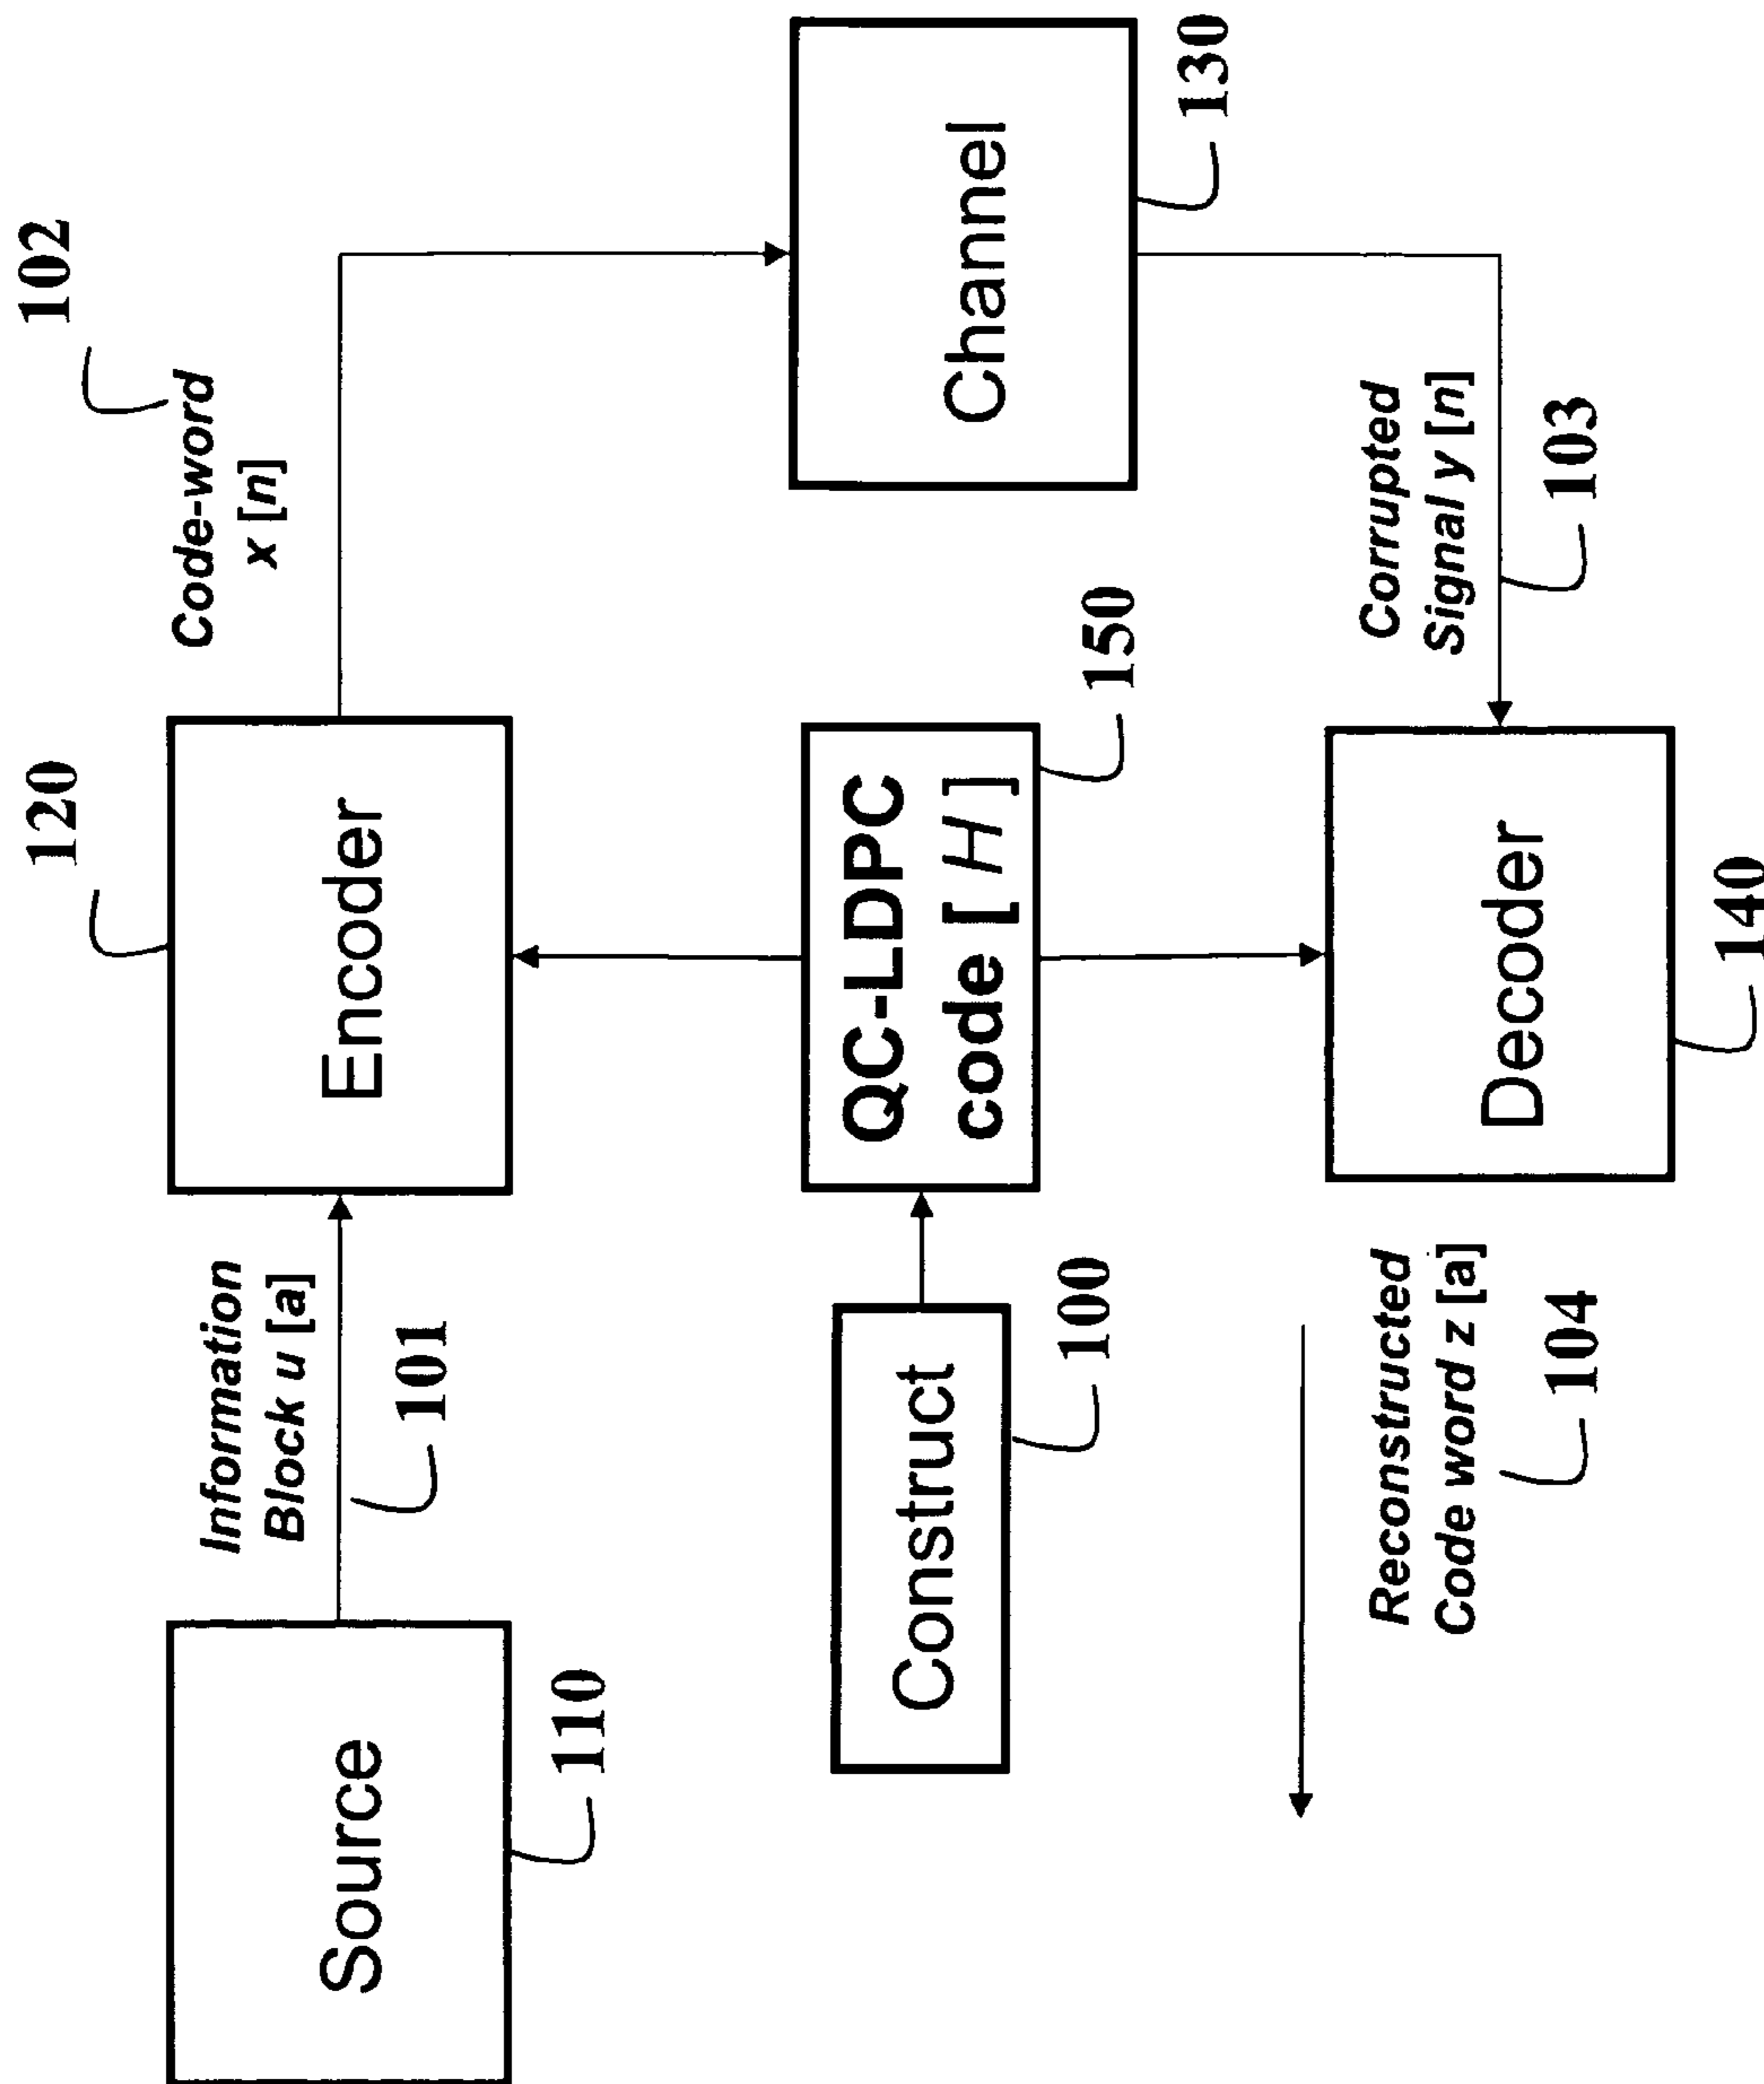 102
120
Code-word
x [n]
Information
Block u [a]
101
Source
110
Encoder
Channel
130
Construct
100
QC-LDPC
code [ H ]
150
Corrupted
Signal y [n]
103
Reconstructed
Code word z [a]
104
Decoder
140